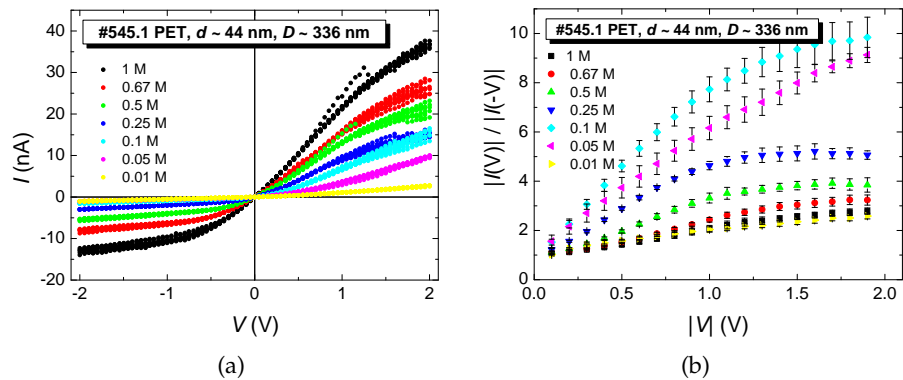 #545.1 PET, d ~ 44 nm, D ~ 336 nm
1 M
0.67 M
0.5 M
0.25 M
0.1 M
0.05 M
0.01 M
I (nA)
40
30
20
10
0
-10
-20
-2
-1
0
1
2
V (V)
(a)
#545.1 PET, d ~ 44 nm, D ~ 336 nm
1 M
0.67 M
0.5 M
0.25 M
0.1 M
0.05 M
0.01 M
|I(V)| / |I(-V)|
10
8
6
4
2
0
0.0
0.5
1.0
1.5
2.0
|V| (V)
(b)